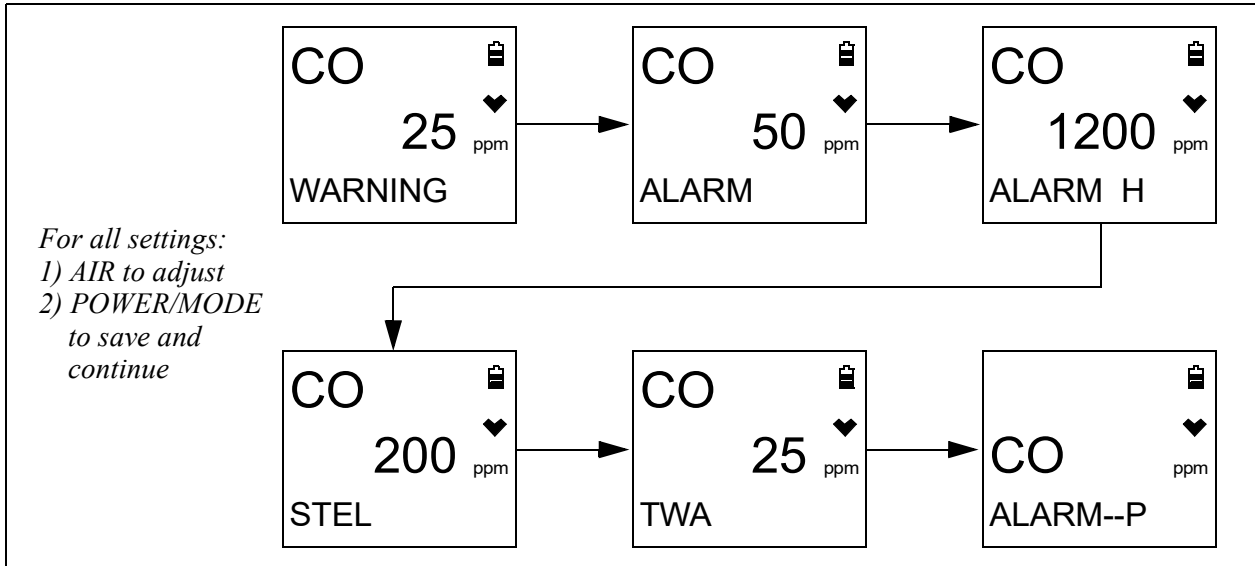 CO
25 ppm
WARNING
CO
50 ppm
ALARM
CO
1200 ppm
ALARM H
For all settings:
1) AIR to adjust
2) POWER/MODE
to save and
continue
CO
200 ppm
STEL
CO
25 ppm
TWA
CO ppm
ALARM--P